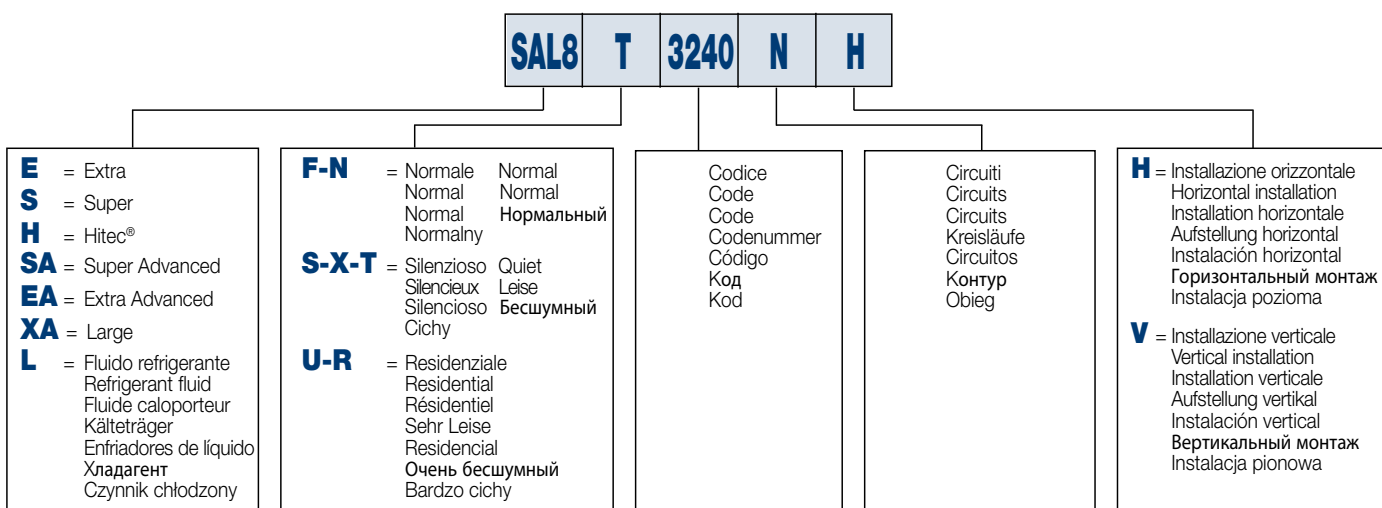 SAL8 T 3240 N H
E = Extra
S = Super
H = Hitec®
SA = Super Advanced
EA = Extra Advanced
XA = Large
L = Fluido refrigerante
Refrigerant fluid
Fluide caloporteur
Kälteträger
Enfriadores de líquido
Хладагент
Czynnik chłodzony
F-N = Normale Normal
Normal Normal
Normal Нормальный
Normalny
S-X-T = Silenzioso Quiet
Silencieux Leise
Silencioso Бесшумный
Cichy
U-R = Residenziale
Residential
Résidentiel
Sehr Leise
Residencial
Очень бесшумный
Bardzo cichy
Codice
Code
Code
Codenummer
Código
Код
Kod
Circuiti
Circuits
Circuits
Kreisläufe
Circuitos
Контур
Obieg
H = Installazione orizzontale
Horizontal installation
Installation horizontale
Aufstellung horizontal
Instalación horizontal
Горизонтальный монтаж
Instalacja pozioma
V = Installazione verticale
Vertical installation
Installation verticale
Aufstellung vertikal
Instalación vertical
Вертикальный монтаж
Instalacja pionowa